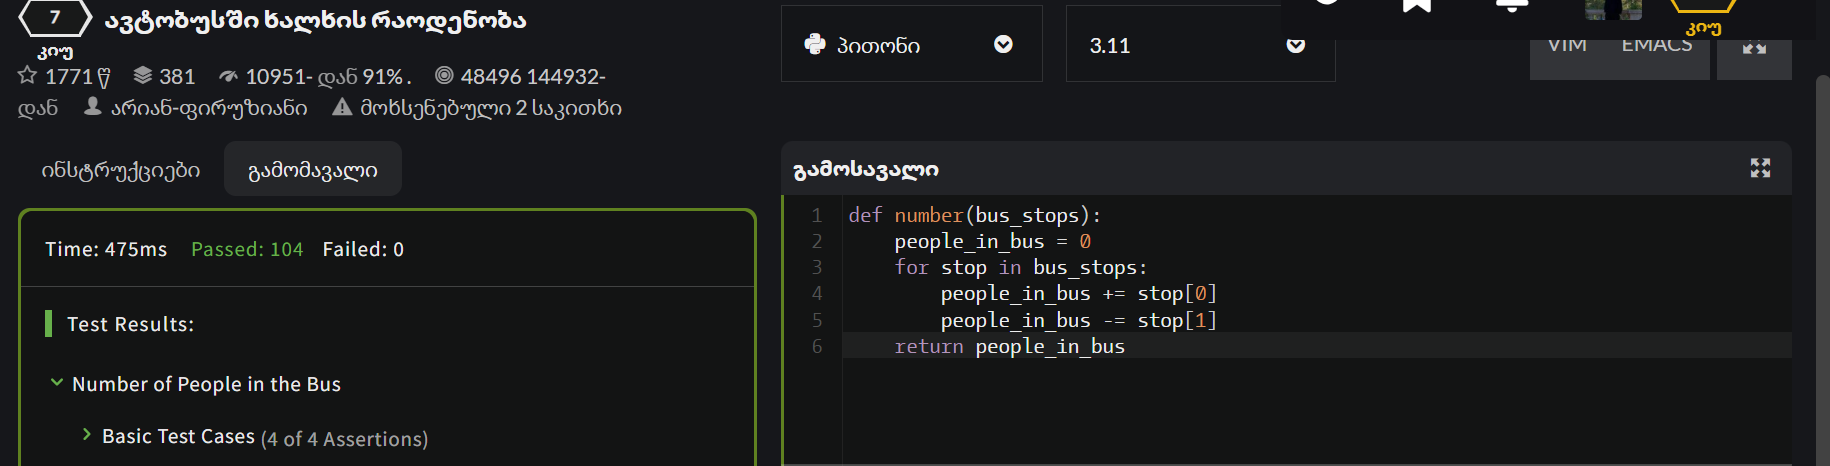 7 ავტობუსში ხალხის რაოდენობა
კიუ
1771 წ 381 10951- დან 91% . 48496 144932-
დან არიან-ფირუზიანი მოხსენებული 2 საკითხი
ინსტრუქციები გამომავალი
Time: 475ms Passed: 104 Failed: 0
Test Results:
Number of People in the Bus
Basic Test Cases (4 of 4 Assertions)
პითონი 3.11
კიუ
VIM EMACS
გამოსავალი
1 def number(bus_stops):
2 people_in_bus = 0
3 for stop in bus_stops:
4 people_in_bus += stop[0]
5 people_in_bus -= stop[1]
6 return people_in_bus